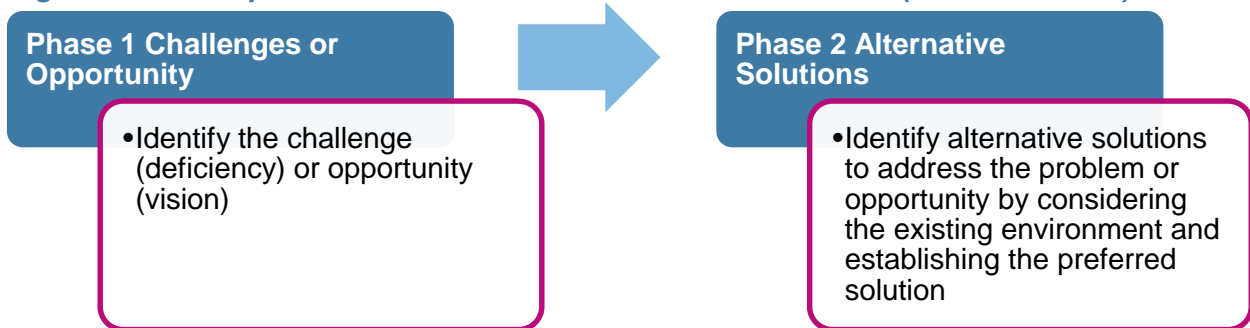 Phase 1 Challenges or
Opportunity
•Identify the challenge
(deficiency) or opportunity
(vision)
Phase 2 Alternative
Solutions
•Identify alternative solutions
to address the problem or
opportunity by considering
the existing environment and
establishing the preferred
solution